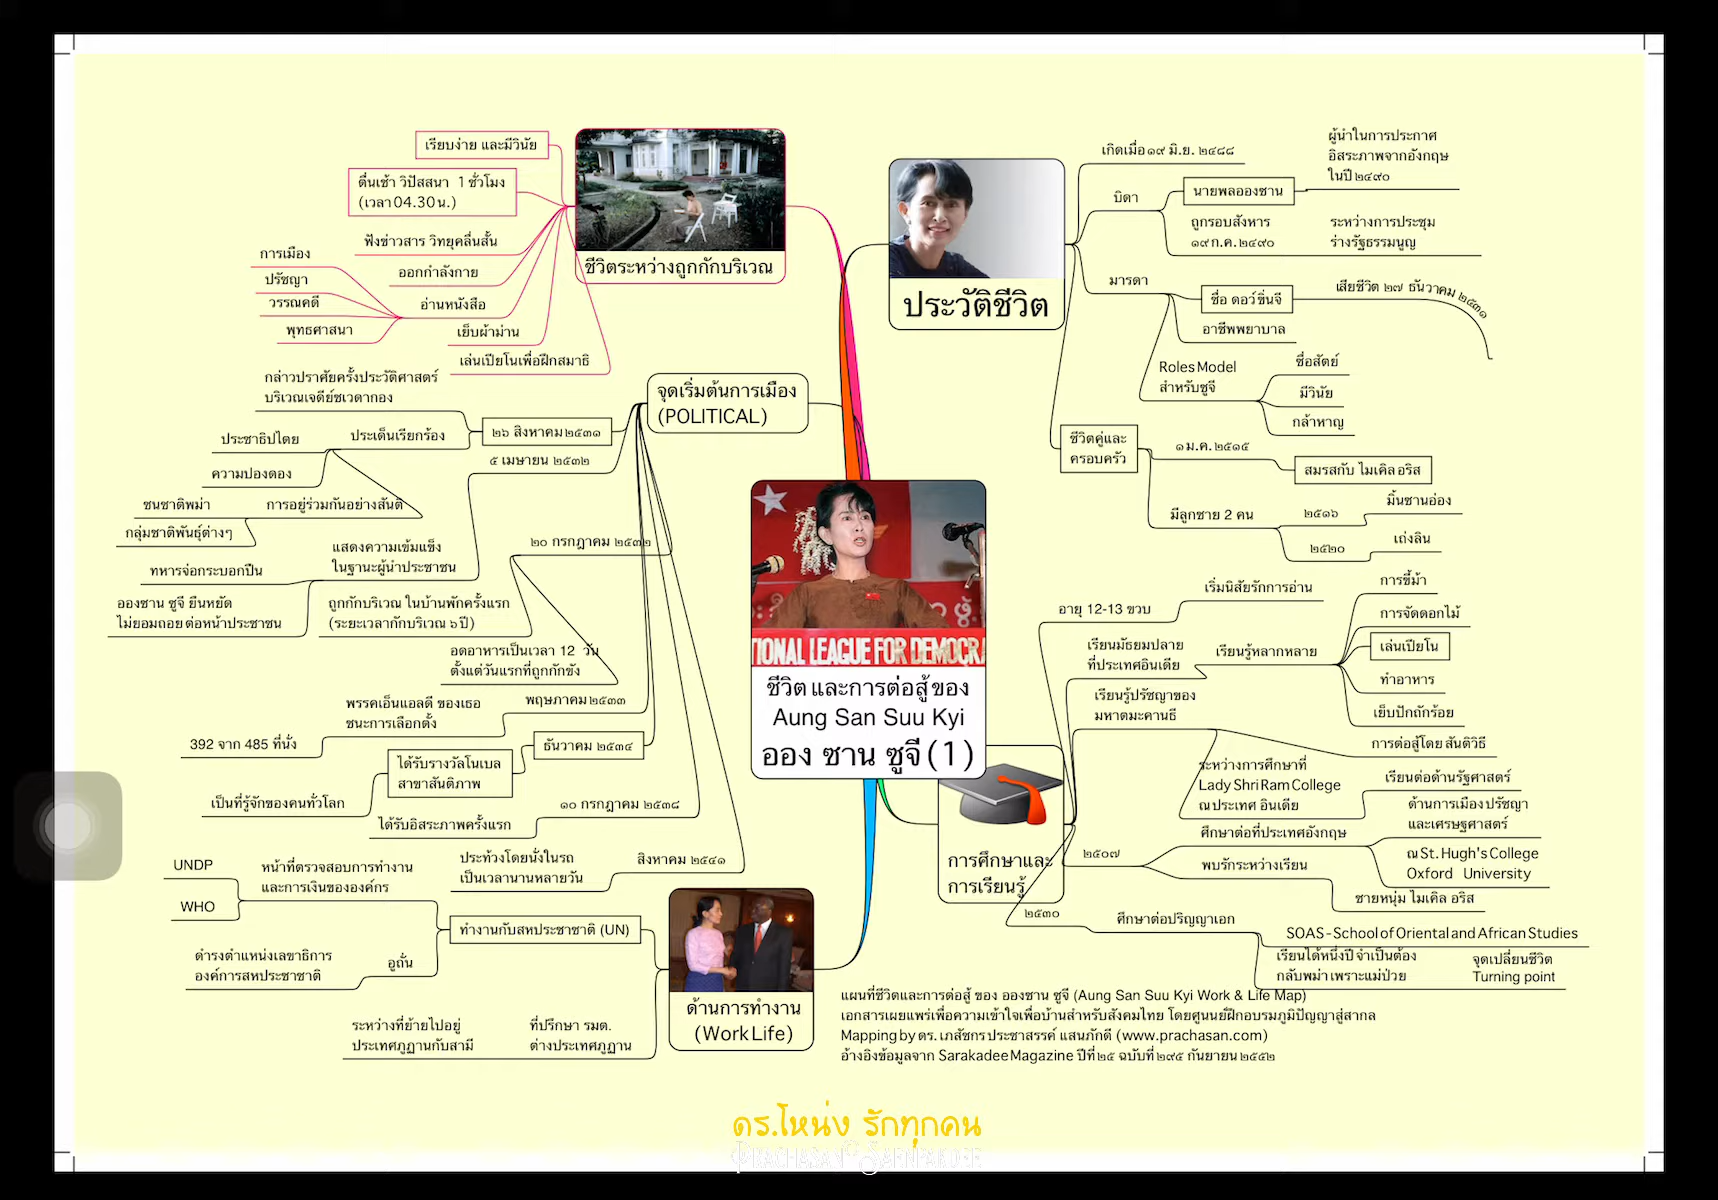 เรียบง่าย และมีวินัย
ตื่นเช้า วิปัสสนา 1 ชั่วโมง
(เวลา 04.30 น.)
ฟังข่าวสาร วิทยุคลื่นสั้น
ออกกำลังกาย
อ่านหนังสือ
การเมือง
ปรัชญา
วรรณคดี
พุทธศาสนา
เย็บผ้าม่าน
เล่นเปียโนเพื่อฝึกสมาธิ
ชีวิตระหว่างถูกกักบริเวณ
จุดเริ่มต้นการเมือง
(POLITICAL)
กล่าวปราศัยครั้งประวัติศาสตร์
บริเวณเจดีย์ชเวดากอง
๒๖ สิงหาคม ๒๕๓๑
ประเด็นเรียกร้อง
ประชาธิปไตย
ความปองดอง
การอยู่ร่วมกันอย่างสันติ
ชนชาติพม่า
กลุ่มชาติพันธุ์ต่างๆ
๕ เมษายน ๒๕๓๒
แสดงความเข้มแข็ง
ในฐานะผู้นำประชาชน
ทหารจ่อกระบอกปืน
อองซาน ซูจี ยืนหยัด
ไม่ยอมถอย ต่อหน้าประชาชน
๒๐ กรกฎาคม ๒๕๓๒
ถูกกักบริเวณ ในบ้านพักครั้งแรก
(ระยะเวลากักบริเวณ ๖ ปี)
อดอาหารเป็นเวลา 12 วัน
ตั้งแต่วันแรกที่ถูกกักขัง
พฤษภาคม ๒๕๓๓
พรรคเอ็นแอลดี ของเธอ
ชนะการเลือกตั้ง
392 จาก 485 ที่นั่ง
ธันวาคม ๒๕๓๔
ได้รับรางวัลโนเบล
สาขาสันติภาพ
เป็นที่รู้จักของคนทั่วโลก
๑๐ กรกฎาคม ๒๕๓๘
ได้รับอิสระภาพครั้งแรก
สิงหาคม ๒๕๔๑
ประท้วงโดยนั่งในรถ
เป็นเวลานานหลายวัน
ด้านการทำงาน
(Work Life)
ทำงานกับสหประชาชาติ (UN)
หน้าที่ตรวจสอบการทำงาน
และการเงินขององค์กร
UNDP
WHO
อูถั่น
ดำรงตำแหน่งเลขาธิการ
องค์การสหประชาชาติ
ที่ปรึกษา รมต.
ต่างประเทศภูฏาน
ระหว่างที่ย้ายไปอยู่
ประเทศภูฏานกับสามี
TIONAL LEAGUE FOR DEMOCRA
ชีวิต และการต่อสู้ ของ
Aung San Suu Kyi
ออง ซาน ซูจี (1)
ประวัติชีวิต
เกิดเมื่อ ๑๙ มิ.ย. ๒๔๘๘
บิดา
นายพลอองซาน
ผู้นำในการประกาศ
อิสระภาพจากอังกฤษ
ในปี ๒๔๙๐
ถูกรอบสังหาร
๑๙ ก.ค. ๒๔๙๐
ระหว่างการประชุม
ร่างรัฐธรรมนูญ
มารดา
ชื่อ ดอว์ ขิ่นจี
เสียชีวิต ๒๗ ธันวาคม ๒๕๓๑
อาชีพพยาบาล
Roles Model
สำหรับซูจี
ซื่อสัตย์
มีวินัย
กล้าหาญ
ชีวิตคู่และ
ครอบครัว
๑ ม.ค. ๒๕๑๕
สมรสกับ ไมเคิล อริส
มีลูกชาย 2 คน
๒๕๑๖
มิ้นซานอ่อง
๒๕๒๐
เถ่งลิน
การศึกษาและ
การเรียนรู้
อายุ 12-13 ขวบ
เริ่มนิสัยรักการอ่าน
เรียนมัธยมปลาย
ที่ประเทศอินเดีย
เรียนรู้หลากหลาย
การขี้ม้า
การจัดดอกไม้
เล่นเปียโน
ทำอาหาร
เย็บปักถักร้อย
เรียนรู้ปรัชญาของ
มหาตมะคานธี
การต่อสู้โดย สันติวิธี
ระหว่างการศึกษาที่
Lady Shri Ram College
ณ ประเทศ อินเดีย
เรียนต่อด้านรัฐศาสตร์
๒๕๐๗
ศึกษาต่อที่ประเทศอังกฤษ
ด้านการเมือง ปรัชญา
และเศรษฐศาสตร์
ณ St. Hugh's College
Oxford University
พบรักระหว่างเรียน
ชายหนุ่ม ไมเคิล อริส
๒๕๓๐
ศึกษาต่อปริญญาเอก
SOAS - School of Oriental and African Studies
เรียนได้หนึ่งปี จำเป็นต้อง
กลับพม่า เพราะแม่ป่วย
จุดเปลี่ยนชีวิต
Turning point
แผนที่ชีวิตและการต่อสู้ ของ อองซาน ซูจี (Aung San Suu Kyi Work & Life Map)
เอกสารเผยแพร่เพื่อความเข้าใจเพื่อบ้านสำหรับสังคมไทย โดยศูนนย์ฝึกอบรมภูมิปัญญาสู่สากล
Mapping by ดร. เภสัชกร ประชาสรรค์ แสนภักดี (www.prachasan.com)
อ้างอิงข้อมูลจาก Sarakadee Magazine ปีที่ ๒๕ ฉบับที่ ๒๙๕ กันยายน ๒๕๕๒
ดร.โหน่ง รักทุกคน
PRACHASAN SAENPAKDEE